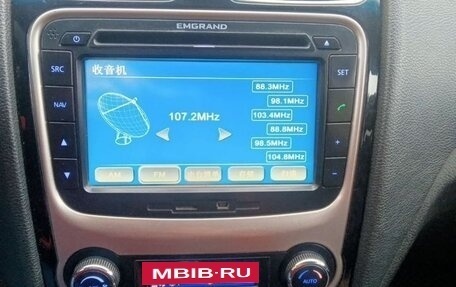 EMGRAND
SRC
收音机
SET
88.3MHz
98.1MHz
NAV
107.2MHz
103.4MHz
88.8MHz
98.5MHz
104.8MHz
+
-
AM
FM
MBIB-RU
AUTO